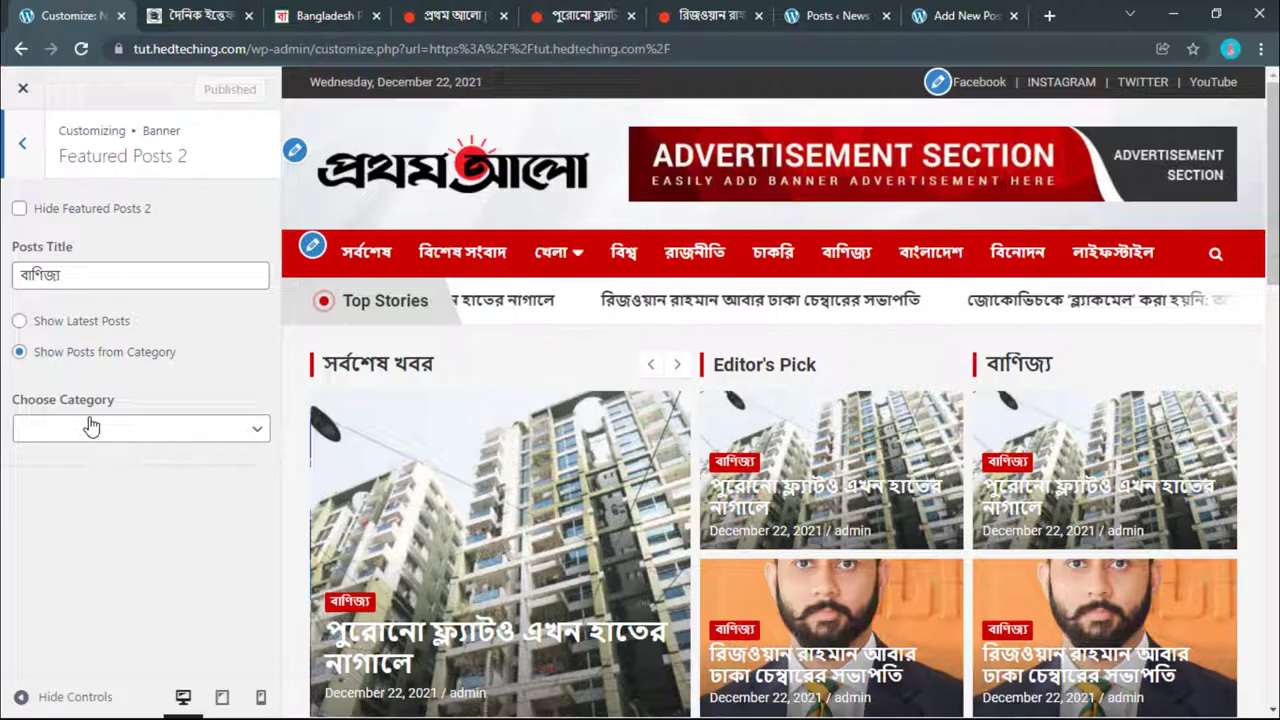 Customize: N
দৈনিক ইত্তেফ
Bangladesh P
প্রথম আলো |
পুরোনো ফ্ল্যাট
রিজওয়ান রাহ
Posts ‹ News
Add New Pos
tut.hedteching.com/wp-admin/customize.php?url=https%3A%2F%2Ftut.hedteching.com%2F
Published
Customizing ▸ Banner
Featured Posts 2
Hide Featured Posts 2
Posts Title
বাণিজ্য
Show Latest Posts
Show Posts from Category
Choose Category
Hide Controls
Wednesday, December 22, 2021
Facebook | INSTAGRAM | TWITTER | YouTube
প্রথম আলো
ADVERTISEMENT SECTION
EASILY ADD BANNER ADVERTISEMENT HERE
ADVERTISEMENT
SECTION
সর্বশেষ বিশেষ সংবাদ খেলা বিশ্ব রাজনীতি চাকরি বাণিজ্য বাংলাদেশ বিনোদন লাইফস্টাইল
Top Stories
ন হাতের নাগালে রিজওয়ান রাহমান আবার ঢাকা চেম্বারের সভাপতি জোকোভিচকে ‘ব্ল্যাকমেল’ করা হয়নি:
সর্বশেষ খবর
বাণিজ্য
পুরোনো ফ্ল্যাটও এখন হাতের
নাগালে
December 22, 2021 / admin
Editor's Pick
বাণিজ্য
পুরোনো ফ্ল্যাটও এখন হাতের
নাগালে
December 22, 2021 / admin
বাণিজ্য
রিজওয়ান রাহমান আবার
ঢাকা চেম্বারের সভাপতি
December 22, 2021 / admin
বাণিজ্য
বাণিজ্য
পুরোনো ফ্ল্যাটও এখন হাতের
নাগালে
December 22, 2021 / admin
বাণিজ্য
রিজওয়ান রাহমান আবার
ঢাকা চেম্বারের সভাপতি
December 22, 2021 / admin